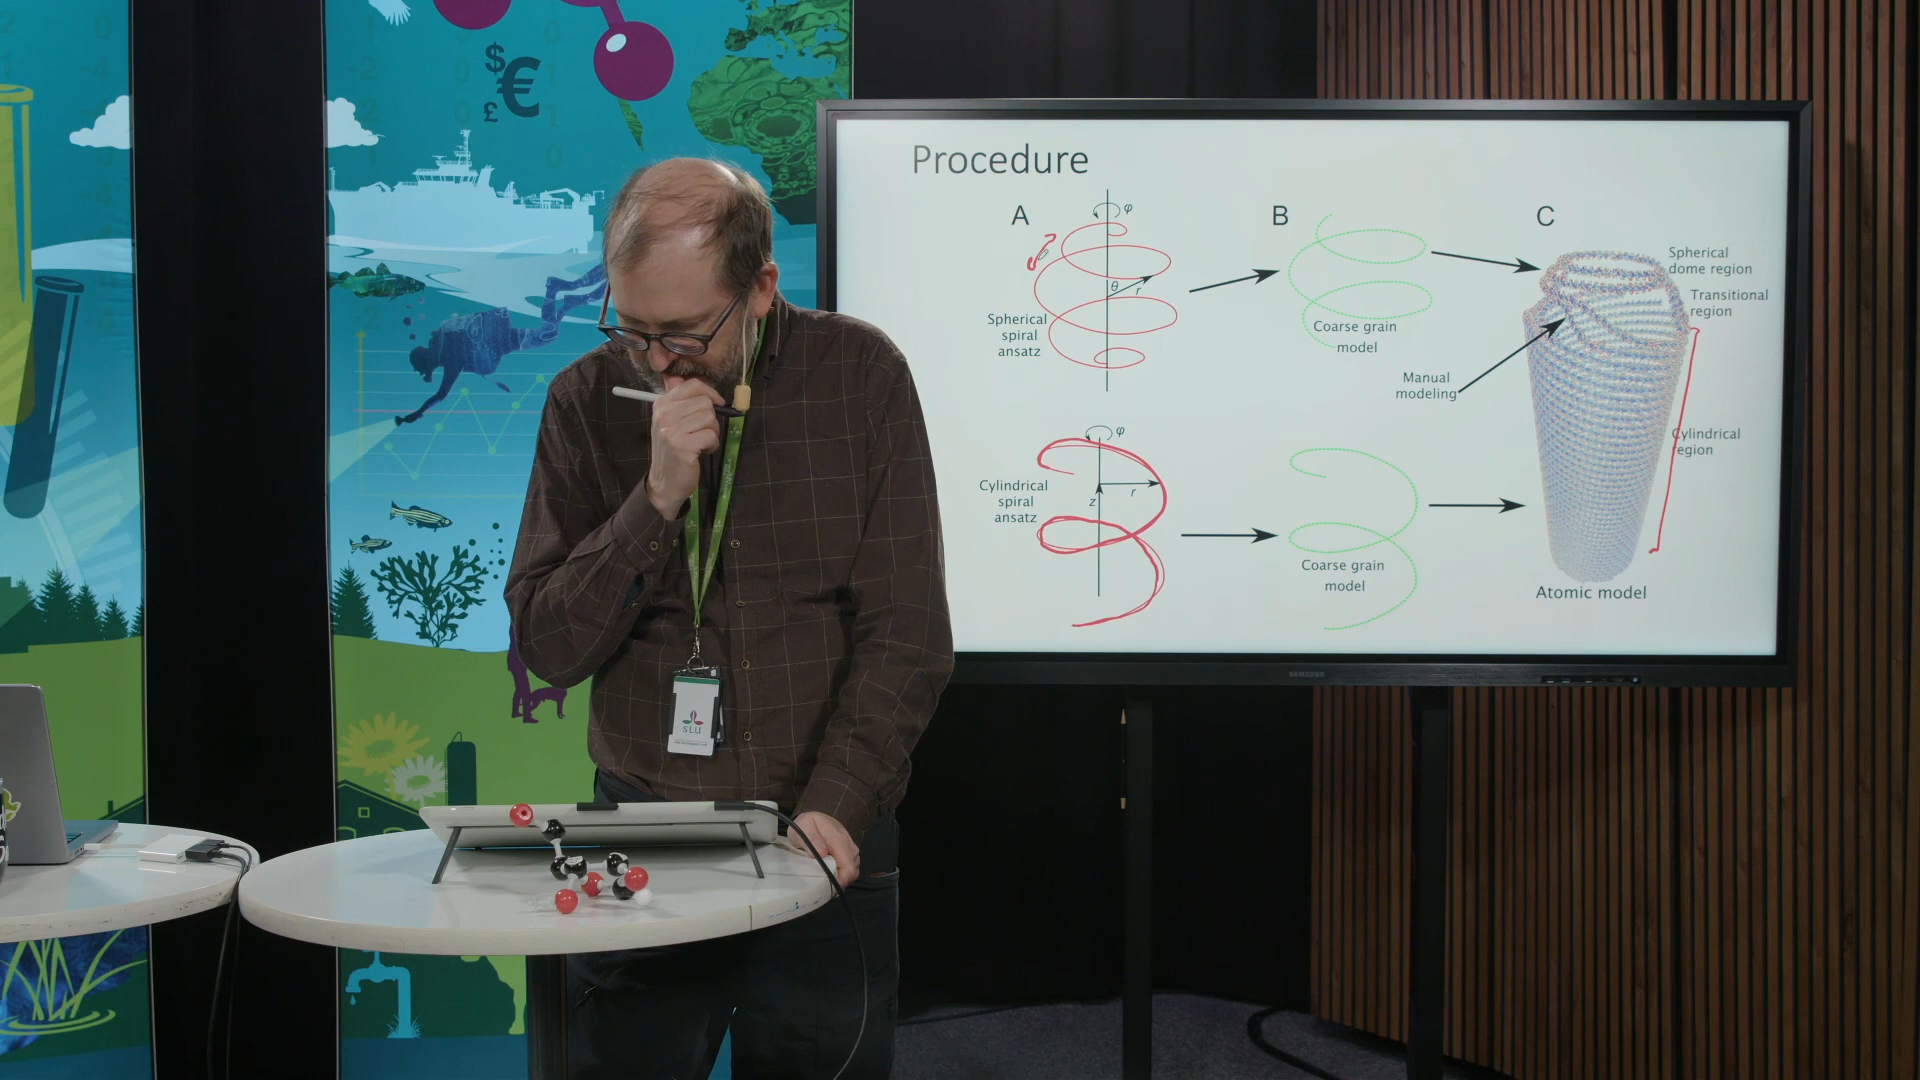 $
€
£
Procedure
A
B
C
φ
θ
r
Spherical
spiral
ansatz
Coarse grain
model
Spherical
dome region
Transitional
region
Manual
modeling
φ
Cylindrical
spiral
ansatz
z
r
Coarse grain
model
Cylindrical
region
Atomic model
SAMSUNG
SLU